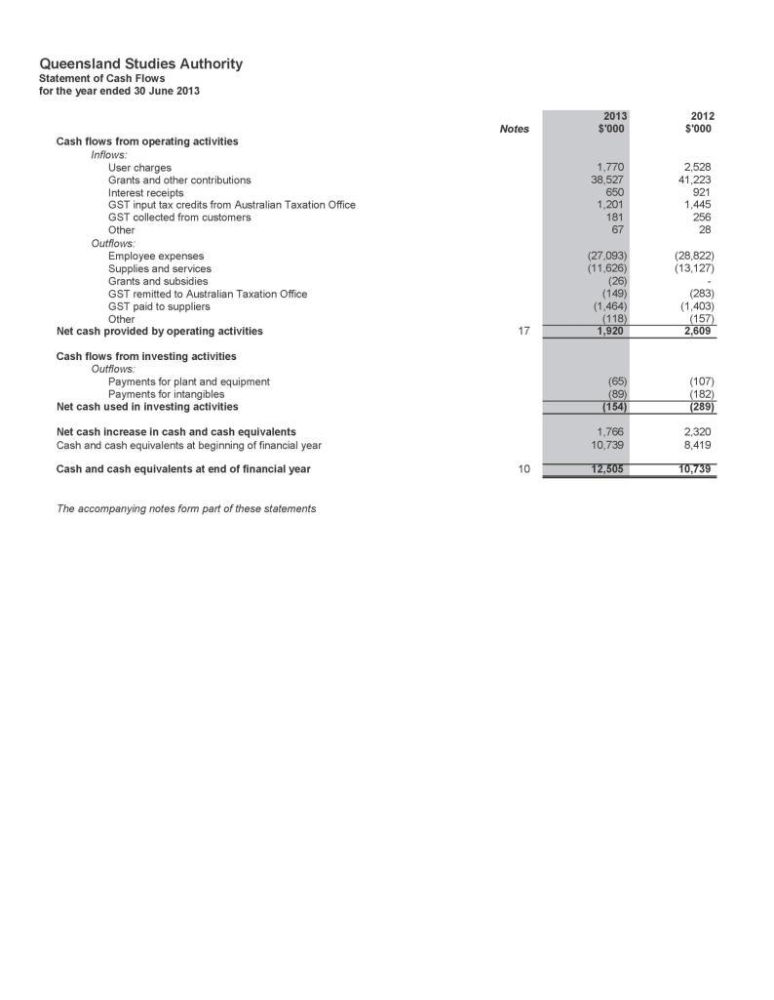 Queensland Studies Authority
Statement of Cash Flows
for the year ended 30 June 2013
2013 2012
Notes $'000 $'000
Cash flows from operating activities
Inflows:
User charges 1,770 2,528
Grants and other contributions 38,527 41,223
Interest receipts 650 921
GST input tax credits from Australian Taxation Office 1,201 1,445
GST collected from customers 181 256
Other 67 28
Outflows:
Employee expenses (27,093) (28,822)
Supplies and services (11,626) (13,127)
Grants and subsidies (26) -
GST remitted to Australian Taxation Office (149) (283)
GST paid to suppliers (1,464) (1,403)
Other (118) (157)
Net cash provided by operating activities 17 1,920 2,609
Cash flows from investing activities
Outflows:
Payments for plant and equipment (65) (107)
Payments for intangibles (89) (182)
Net cash used in investing activities (154) (289)
Net cash increase in cash and cash equivalents 1,766 2,320
Cash and cash equivalents at beginning of financial year 10,739 8,419
Cash and cash equivalents at end of financial year 10 12,505 10,739
The accompanying notes form part of these statements